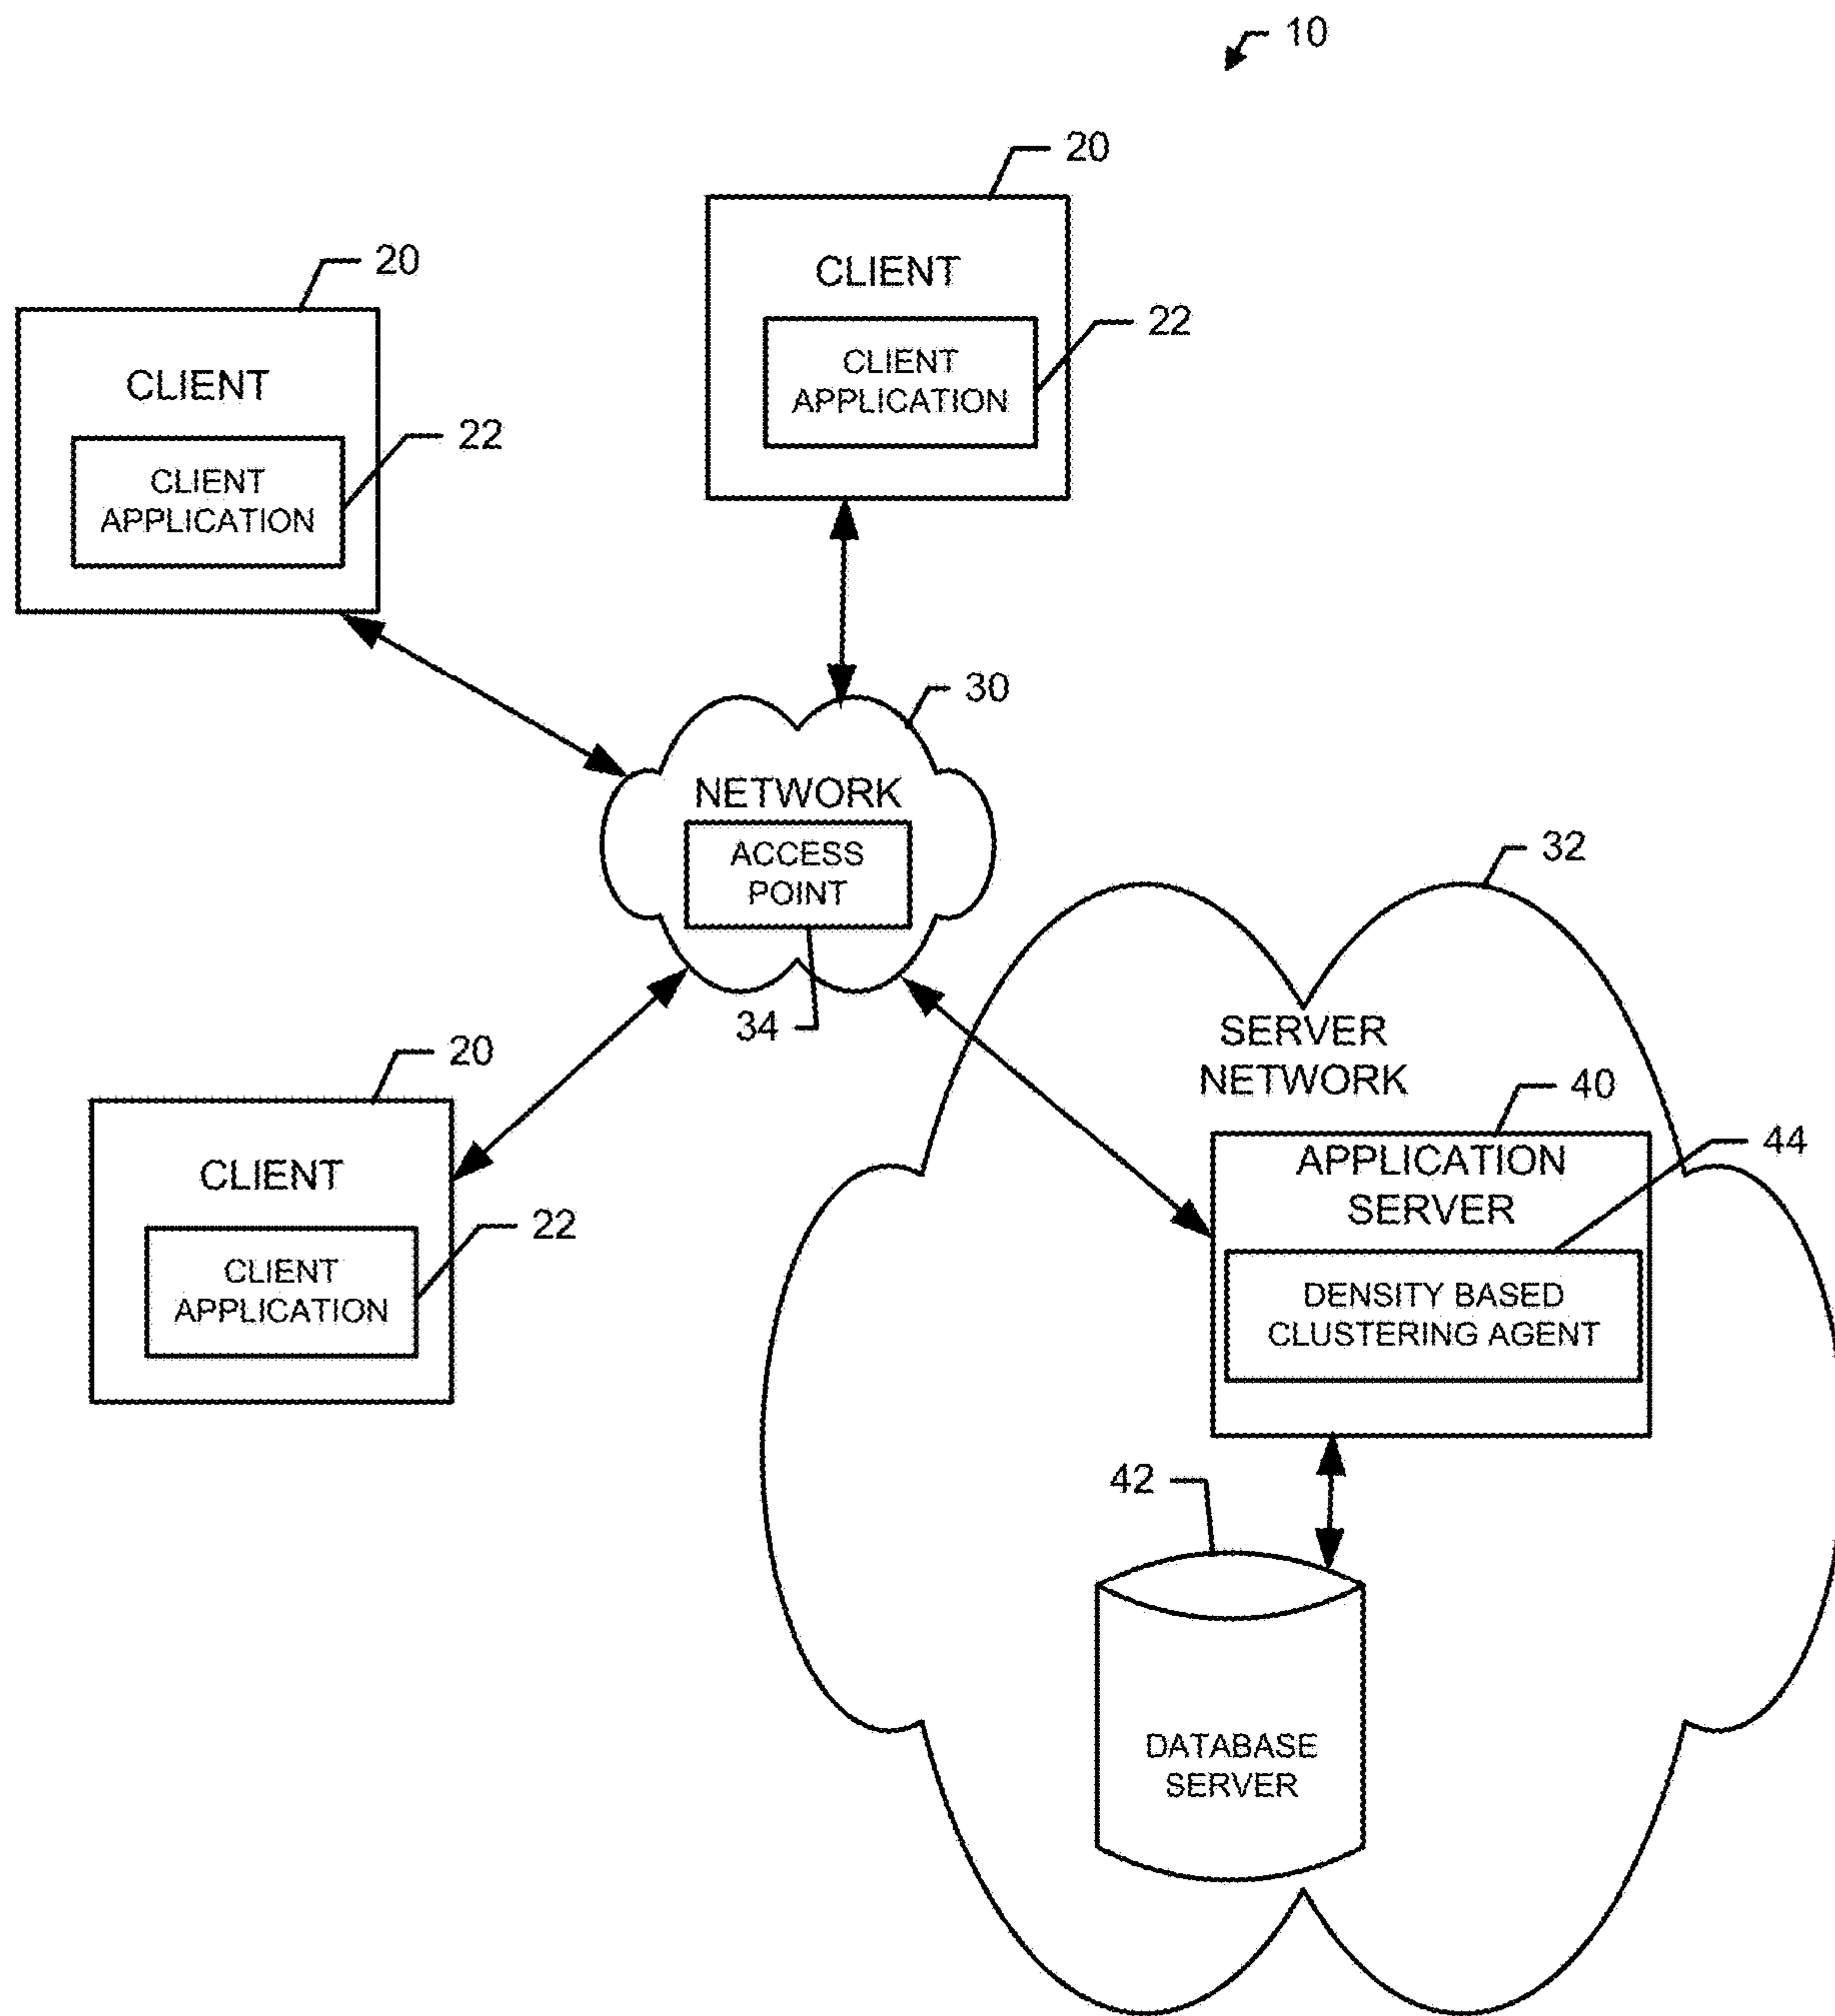 10
20
CLIENT
22
CLIENT
APPLICATION
20
CLIENT
22
CLIENT
APPLICATION
30
NETWORK
ACCESS
POINT
34
32
SERVER
NETWORK
40
APPLICATION
SERVER
44
DENSITY BASED
CLUSTERING AGENT
20
CLIENT
22
CLIENT
APPLICATION
42
DATABASE
SERVER